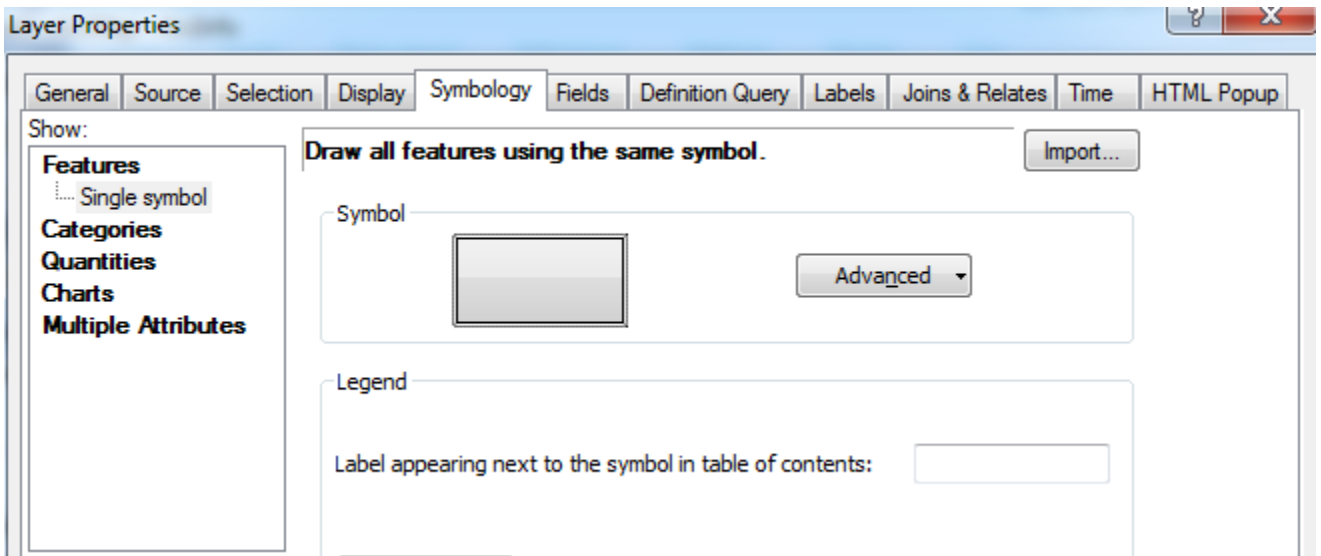 Layer Properties
General Source Selection Display Symbology Fields Definition Query Labels Joins & Relates Time HTML Popup
Show:
Features
Single symbol
Categories
Quantities
Charts
Multiple Attributes
Draw all features using the same symbol.
Import...
Symbol
Advanced
Legend
Label appearing next to the symbol in table of contents: